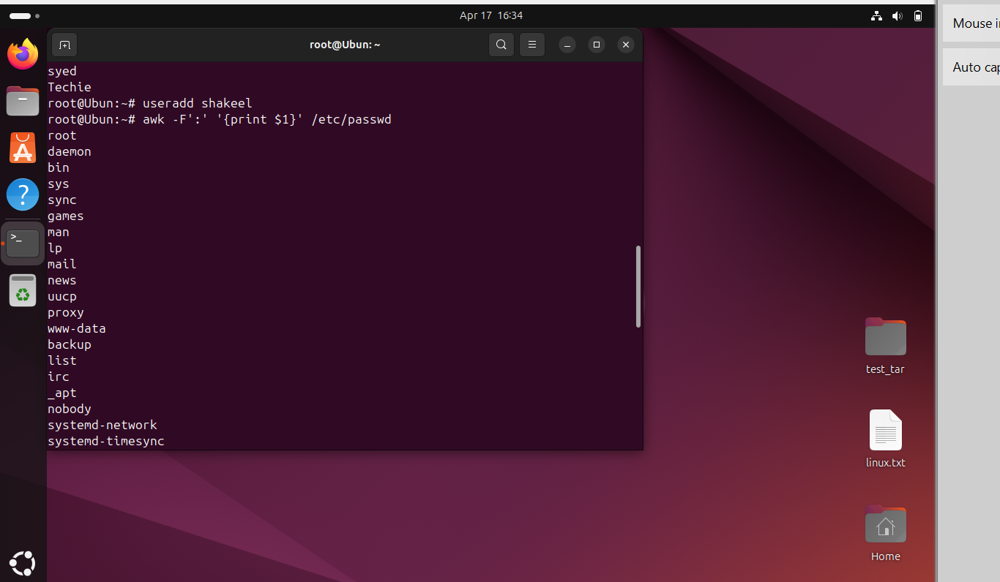 Apr 17 16:34
root@Ubun: ~
syed
Techie
root@Ubun:~# useradd shakeel
root@Ubun:~# awk -F':' '{print $1}' /etc/passwd
root
daemon
bin
sys
sync
games
man
lp
mail
news
uucp
proxy
www-data
backup
list
irc
_apt
nobody
systemd-network
systemd-timesync
test_tar
linux.txt
Home
Mouse i
Auto cap